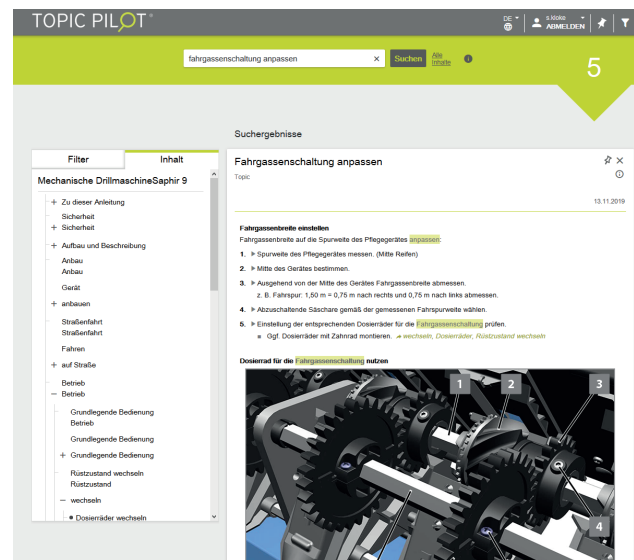 TOPIC PILOT®
DE
s.kloke
ABMELDEN
fahrgassenschaltung anpassen
Suchen
Alle
Inhalte
5
Suchergebnisse
Filter
Inhalt
Mechanische DrillmaschineSaphir 9
+ Zu dieser Anleitung
Sicherheit
+ Sicherheit
+ Aufbau und Beschreibung
Anbau
Anbau
Gerät
+ anbauen
Straßenfahrt
Straßenfahrt
Fahren
+ auf Straße
Betrieb
− Betrieb
Grundlegende Bedienung
Betrieb
Grundlegende Bedienung
+ Grundlegende Bedienung
Rüstzustand wechseln
Rüstzustand
− wechseln
Dosierräder wechseln
Fahrgassenschaltung anpassen
Topic
13.11.2019
Fahrgassenbreite einstellen
Fahrgassenbreite auf die Spurweite des Pflegegerätes anpassen:
1. Spurweite des Pflegegerätes messen. (Mitte Reifen)
2. Mitte des Gerätes bestimmen.
3. Ausgehend von der Mitte des Gerätes Fahrgassenbreite abmessen.
z. B. Fahrspur: 1,50 m = 0,75 m nach rechts und 0,75 m nach links abmessen.
4. Abzuschaltende Säschare gemäß der gemessenen Fahrspurweite wählen.
5. Einstellung der entsprechenden Dosierräder für die Fahrgassenschaltung prüfen.
Ggf. Dosierräder mit Zahnrad montieren. wechseln, Dosierräder, Rüstzustand wechseln
Dosierrad für die Fahrgassenschaltung nutzen
1
2
3
4